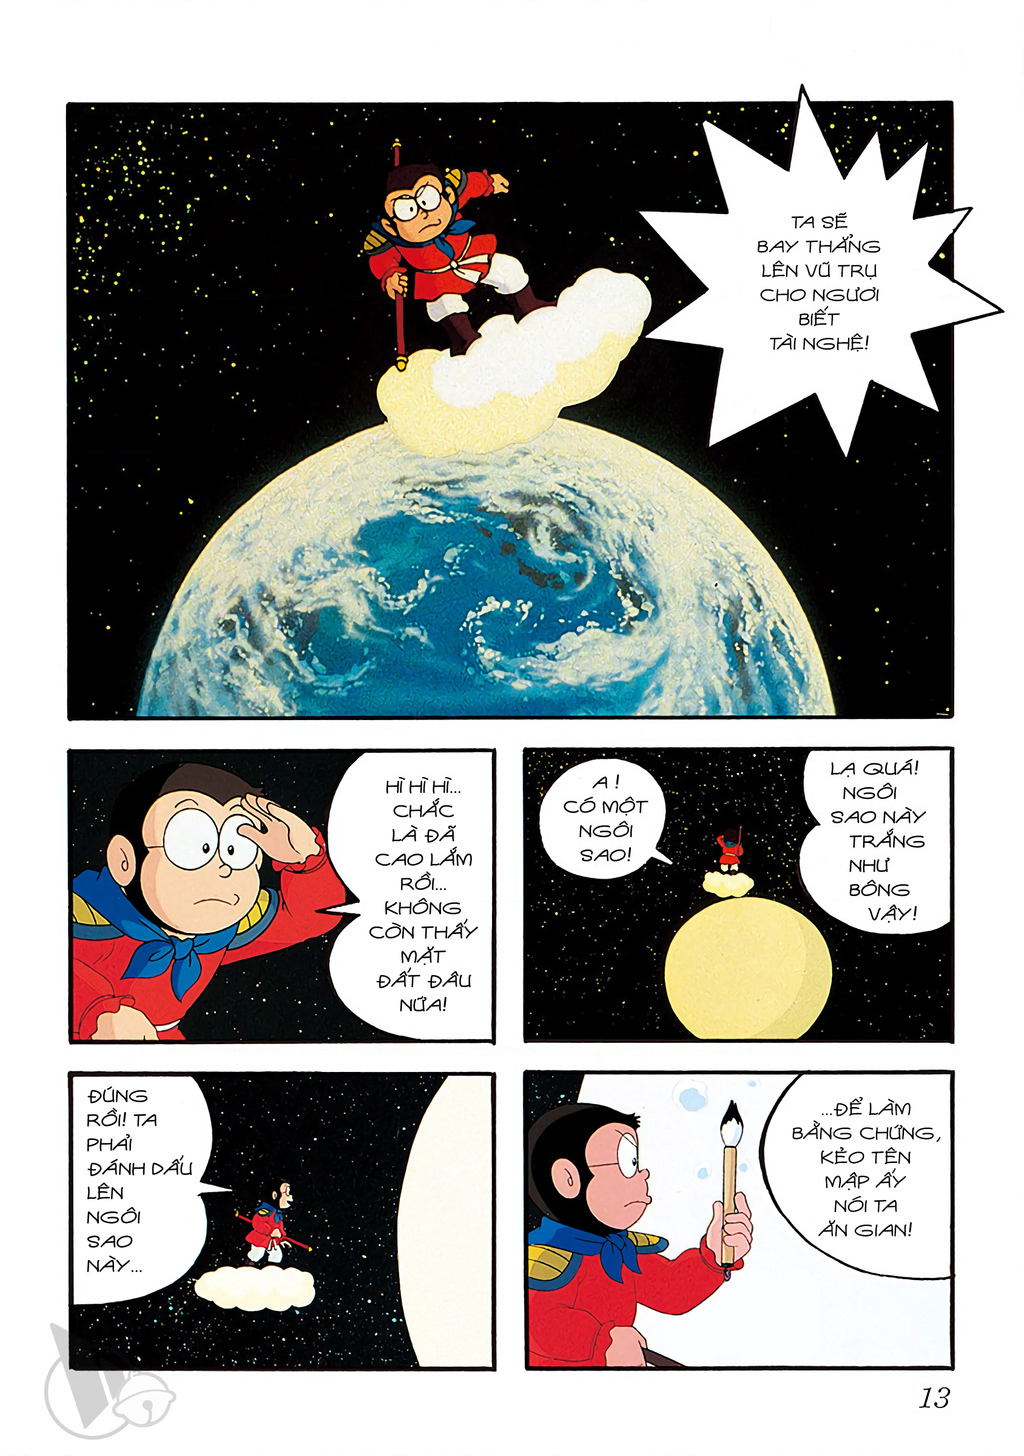 TA SẼ
BAY THẲNG
LÊN VŨ TRỤ
CHO NGƯƠI
BIẾT
TÀI NGHỆ!
HÌ HÌ HÌ...
CHẮC
LÀ ĐÃ
CAO LẮM
RỒI...
KHÔNG
CÒN THẤY
MẶT
ĐẤT ĐÂU
NỮA!
A !
CÓ MỘT
NGÔI
SAO!
LẠ QUÁ!
NGÔI
SAO NÀY
TRẮNG
NHƯ
BÔNG
VẬY!
ĐÚNG
RỒI! TA
PHẢI
ĐÁNH DẤU
LÊN
NGÔI
SAO
NÀY...
...ĐỂ LÀM
BẰNG CHỨNG,
KẺO TÊN
MẬP ẤY
NÓI TA
ĂN GIAN!
13